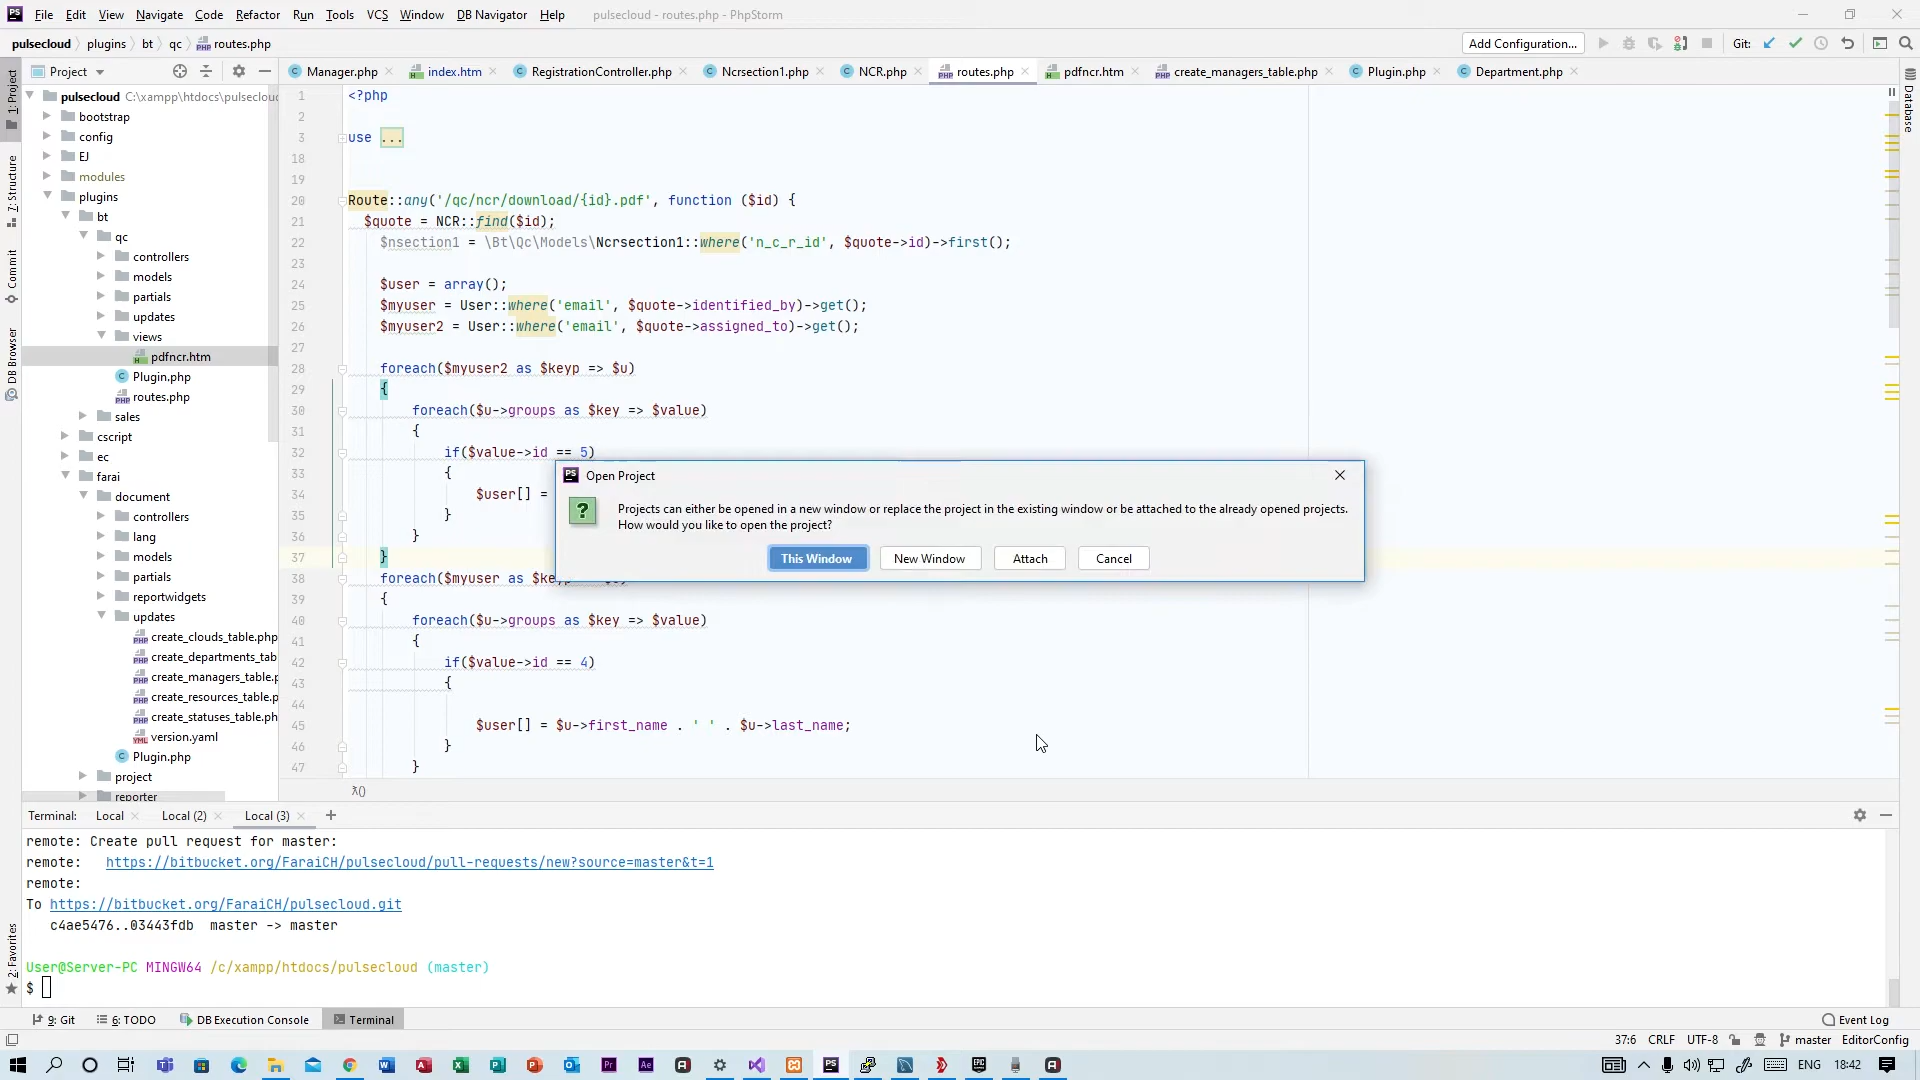 File Edit View Navigate Code Refactor Run Tools VCS Window DB Navigator Help pulsecloud - routes.php - PhpStorm
pulsecloud plugins bt qc routes.php Add Configuration... Git:
Project Manager.php index.htm RegistrationController.php Ncrsection1.php NCR.php routes.php pdfncr.htm create_managers_table.php Plugin.php Department.php
1: Project
7: Structure
Commit
DB Browser
2: Favorites
Database
pulsecloud C:\xampp\htdocs\pulsecloud
bootstrap
config
EJ
modules
plugins
bt
qc
controllers
models
partials
updates
views
pdfncr.htm
Plugin.php
routes.php
sales
cscript
ec
farai
document
controllers
lang
models
partials
reportwidgets
updates
create_clouds_table.php
create_departments_tab
create_managers_table.p
create_resources_table.p
create_statuses_table.ph
version.yaml
Plugin.php
project
reporter
1 <?php
2
3 use ...
18
19
20 Route::any('/qc/ncr/download/{id}.pdf', function ($id) {
21 $quote = NCR::find($id);
22 $nsection1 = \Bt\Qc\Models\Ncrsection1::where('n_c_r_id', $quote->id)->first();
23
24 $user = array();
25 $myuser = User::where('email', $quote->identified_by)->get();
26 $myuser2 = User::where('email', $quote->assigned_to)->get();
27
28 foreach($myuser2 as $keyp => $u)
29 {
30 foreach($u->groups as $key => $value)
31 {
32 if($value->id == 5)
33 {
34 $user[] =
35 }
36 }
37 }
38 foreach($myuser as $keyp
39 {
40 foreach($u->groups as $key => $value)
41 {
42 if($value->id == 4)
43 {
44
45 $user[] = $u->first_name . ' ' . $u->last_name;
46 }
47 }
λ()
Open Project
? Projects can either be opened in a new window or replace the project in the existing window or be attached to the already opened projects.
How would you like to open the project?
This Window New Window Attach Cancel
Terminal: Local Local (2) Local (3) +
remote: Create pull request for master:
remote: https://bitbucket.org/FaraiCH/pulsecloud/pull-requests/new?source=master&t=1
remote:
To https://bitbucket.org/FaraiCH/pulsecloud.git
c4ae5476..03443fdb master -> master
User@Server-PC MINGW64 /c/xampp/htdocs/pulsecloud (master)
$
9: Git 6: TODO DB Execution Console Terminal Event Log
37:6 CRLF UTF-8 master EditorConfig
ENG 18:42